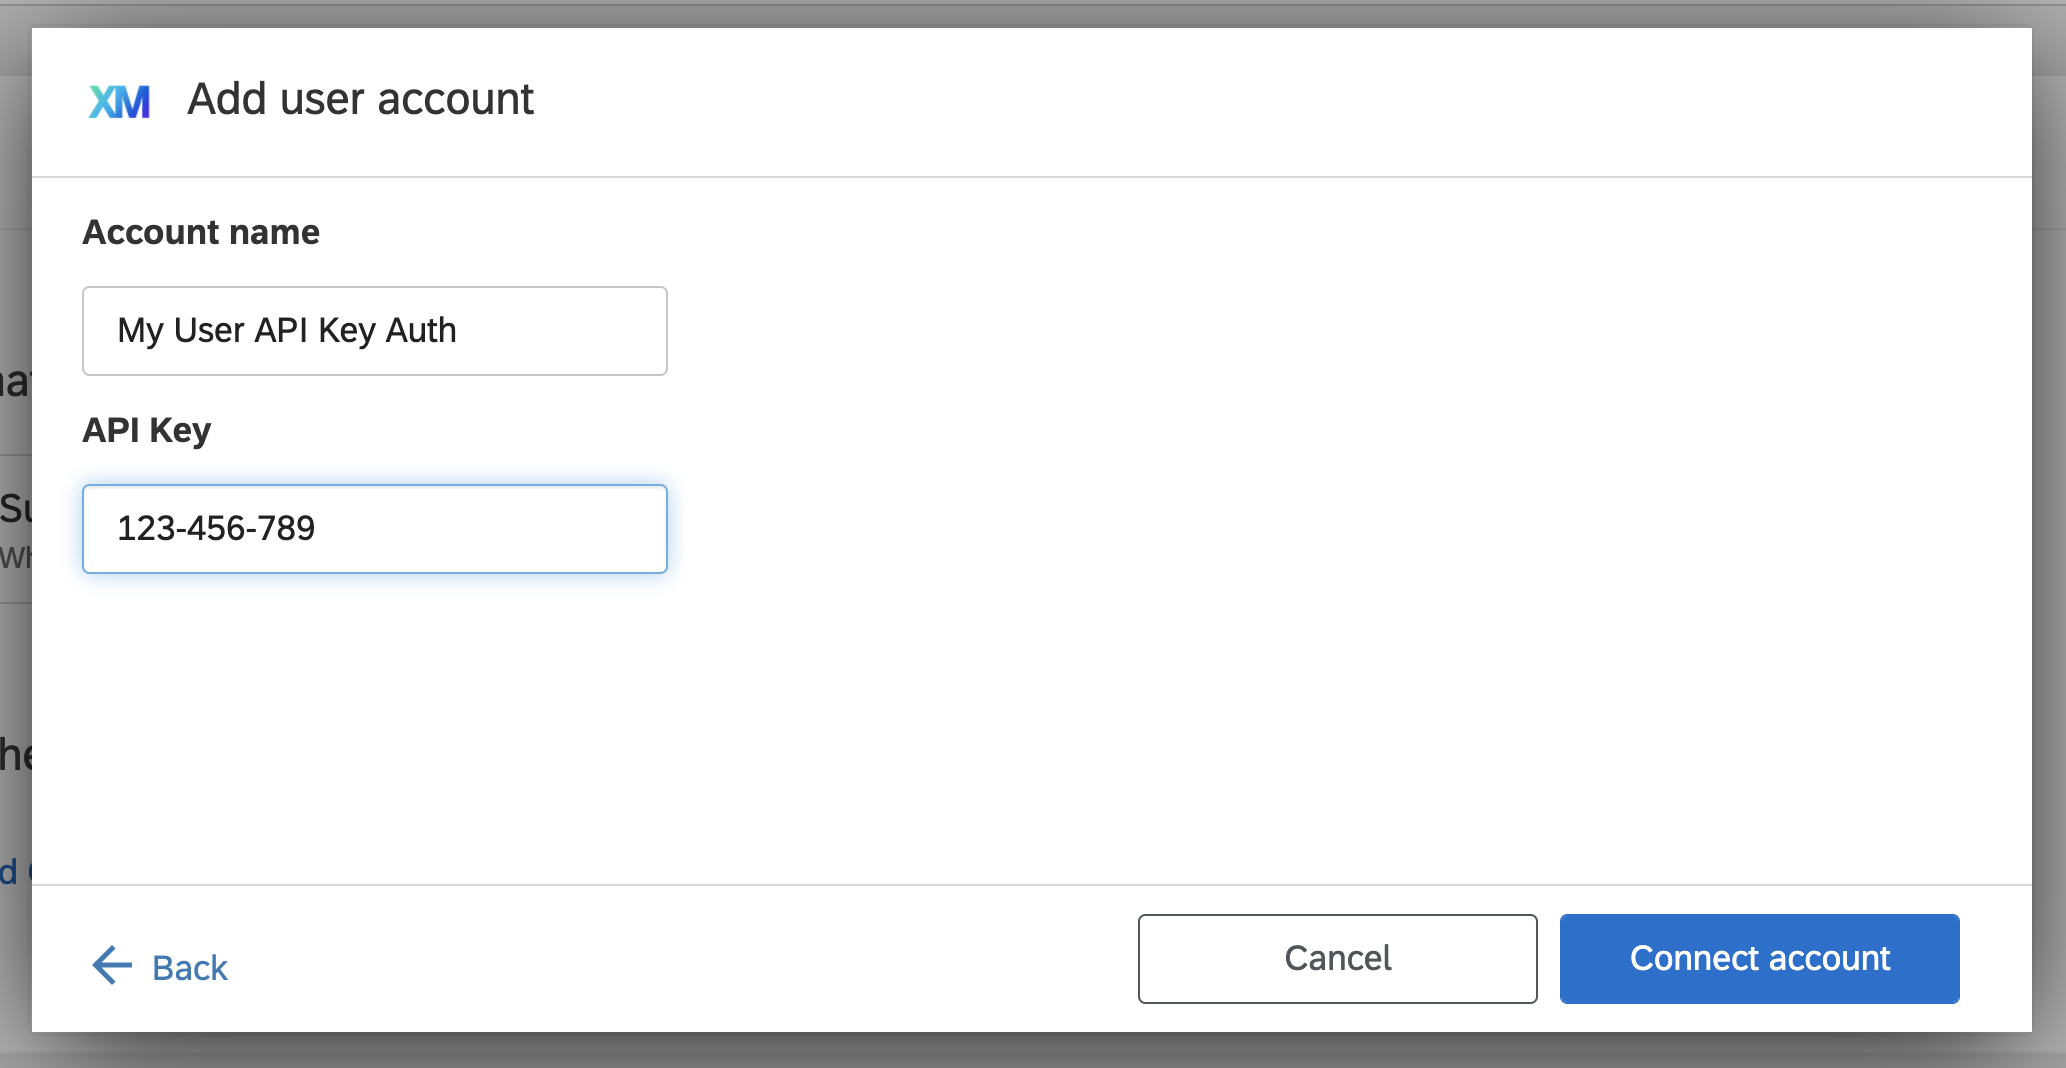 XM Add user account
Account name
My User API Key Auth
API Key
123-456-789
Back
Cancel
Connect account